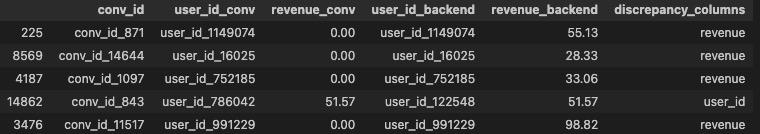 conv_id user_id_conv revenue_conv user_id_backend revenue_backend discrepancy_columns
225 conv_id_871 user_id_1149074 0.00 user_id_1149074 55.13 revenue
8569 conv_id_14644 user_id_16025 0.00 user_id_16025 28.33 revenue
4187 conv_id_1097 user_id_752185 0.00 user_id_752185 33.06 revenue
14862 conv_id_843 user_id_786042 51.57 user_id_122548 51.57 user_id
3476 conv_id_11517 user_id_991229 0.00 user_id_991229 98.82 revenue